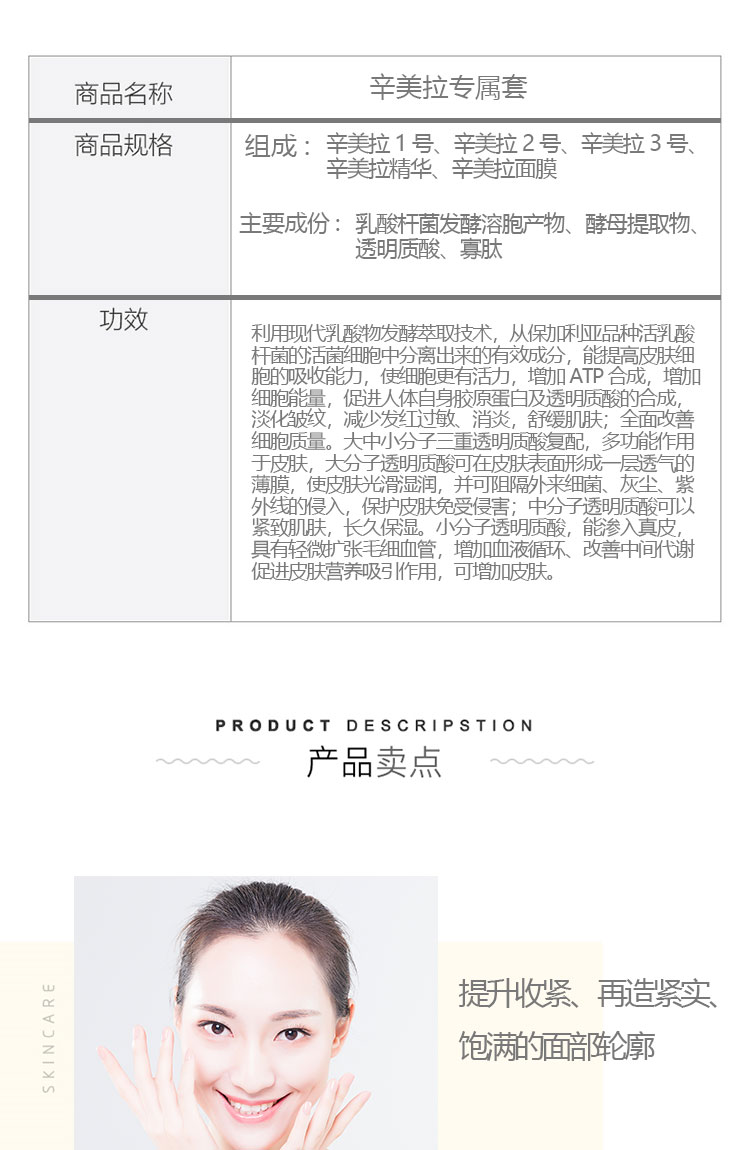 商品名称
辛美拉专属套
商品规格
组成：辛美拉1号、辛美拉2号、辛美拉3号、
辛美拉精华、辛美拉面膜
主要成份：乳酸杆菌发酵溶胞产物、酵母提取物、
透明质酸、寡肽
功效
利用现代乳酸物发酵萃取技术，从保加利亚品种活乳酸
杆菌的活菌细胞中分离出来的有效成分，能提高皮肤细
胞的吸收能力，使细胞更有活力，增加 ATP 合成，增加
细胞能量，促进人体自身胶原蛋白及透明质酸的合成，
淡化皱纹，减少发红过敏、消炎，舒缓肌肤；全面改善
细胞质量。大中小分子三重透明质酸复配，多功能作用
于皮肤，大分子透明质酸可在皮肤表面形成一层透气的
薄膜，使皮肤光滑湿润，并可阻隔外来细菌、灰尘、紫
外线的侵入，保护皮肤免受侵害；中分子透明质酸可以
紧致肌肤，长久保湿。小分子透明质酸，能渗入真皮，
具有轻微扩张毛细血管，增加血液循环、改善中间代谢
促进皮肤营养吸引作用，可增加皮肤。
PRODUCT DESCRIPSTION
产品卖点
SKINCARE
提升收紧、再造紧实、
饱满的面部轮廓